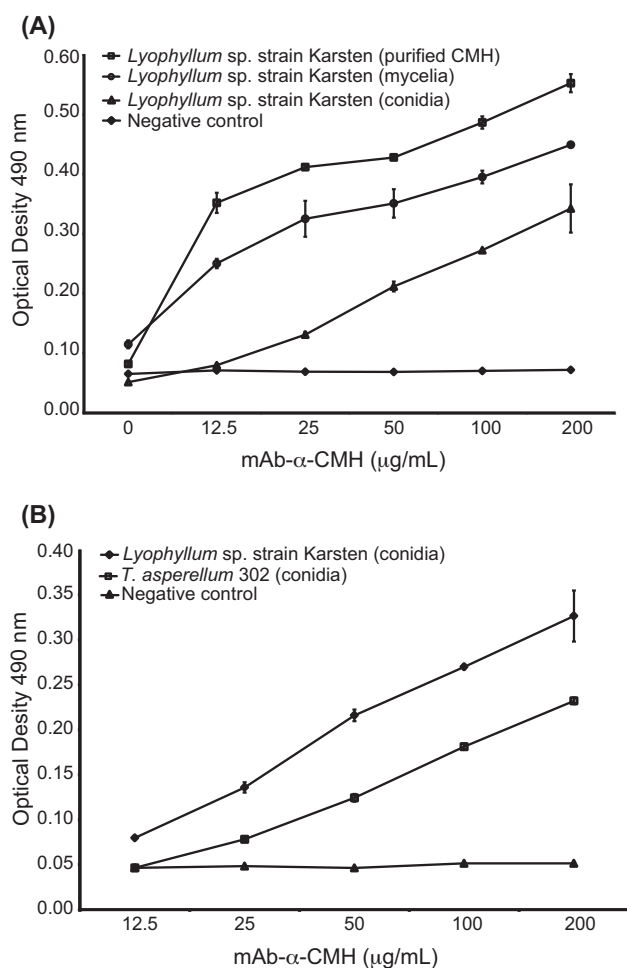 (A)
0.60
Lyophyllum sp. strain Karsten (purified CMH)
Lyophyllum sp. strain Karsten (mycelia)
Lyophyllum sp. strain Karsten (conidia)
Negative control
0.50
0.40
0.30
0.20
0.10
0.00
Optical Desity 490 nm
0 12.5 25 50 100 200
mAb-α-CMH (μg/mL)
(B)
0.40
Lyophyllum sp. strain Karsten (conidia)
T. asperellum 302 (conidia)
Negative control
0.35
0.30
0.25
0.20
0.15
0.10
0.05
0.00
Optical Desity 490 nm
12.5 25 50 100 200
mAb-α-CMH (μg/mL)